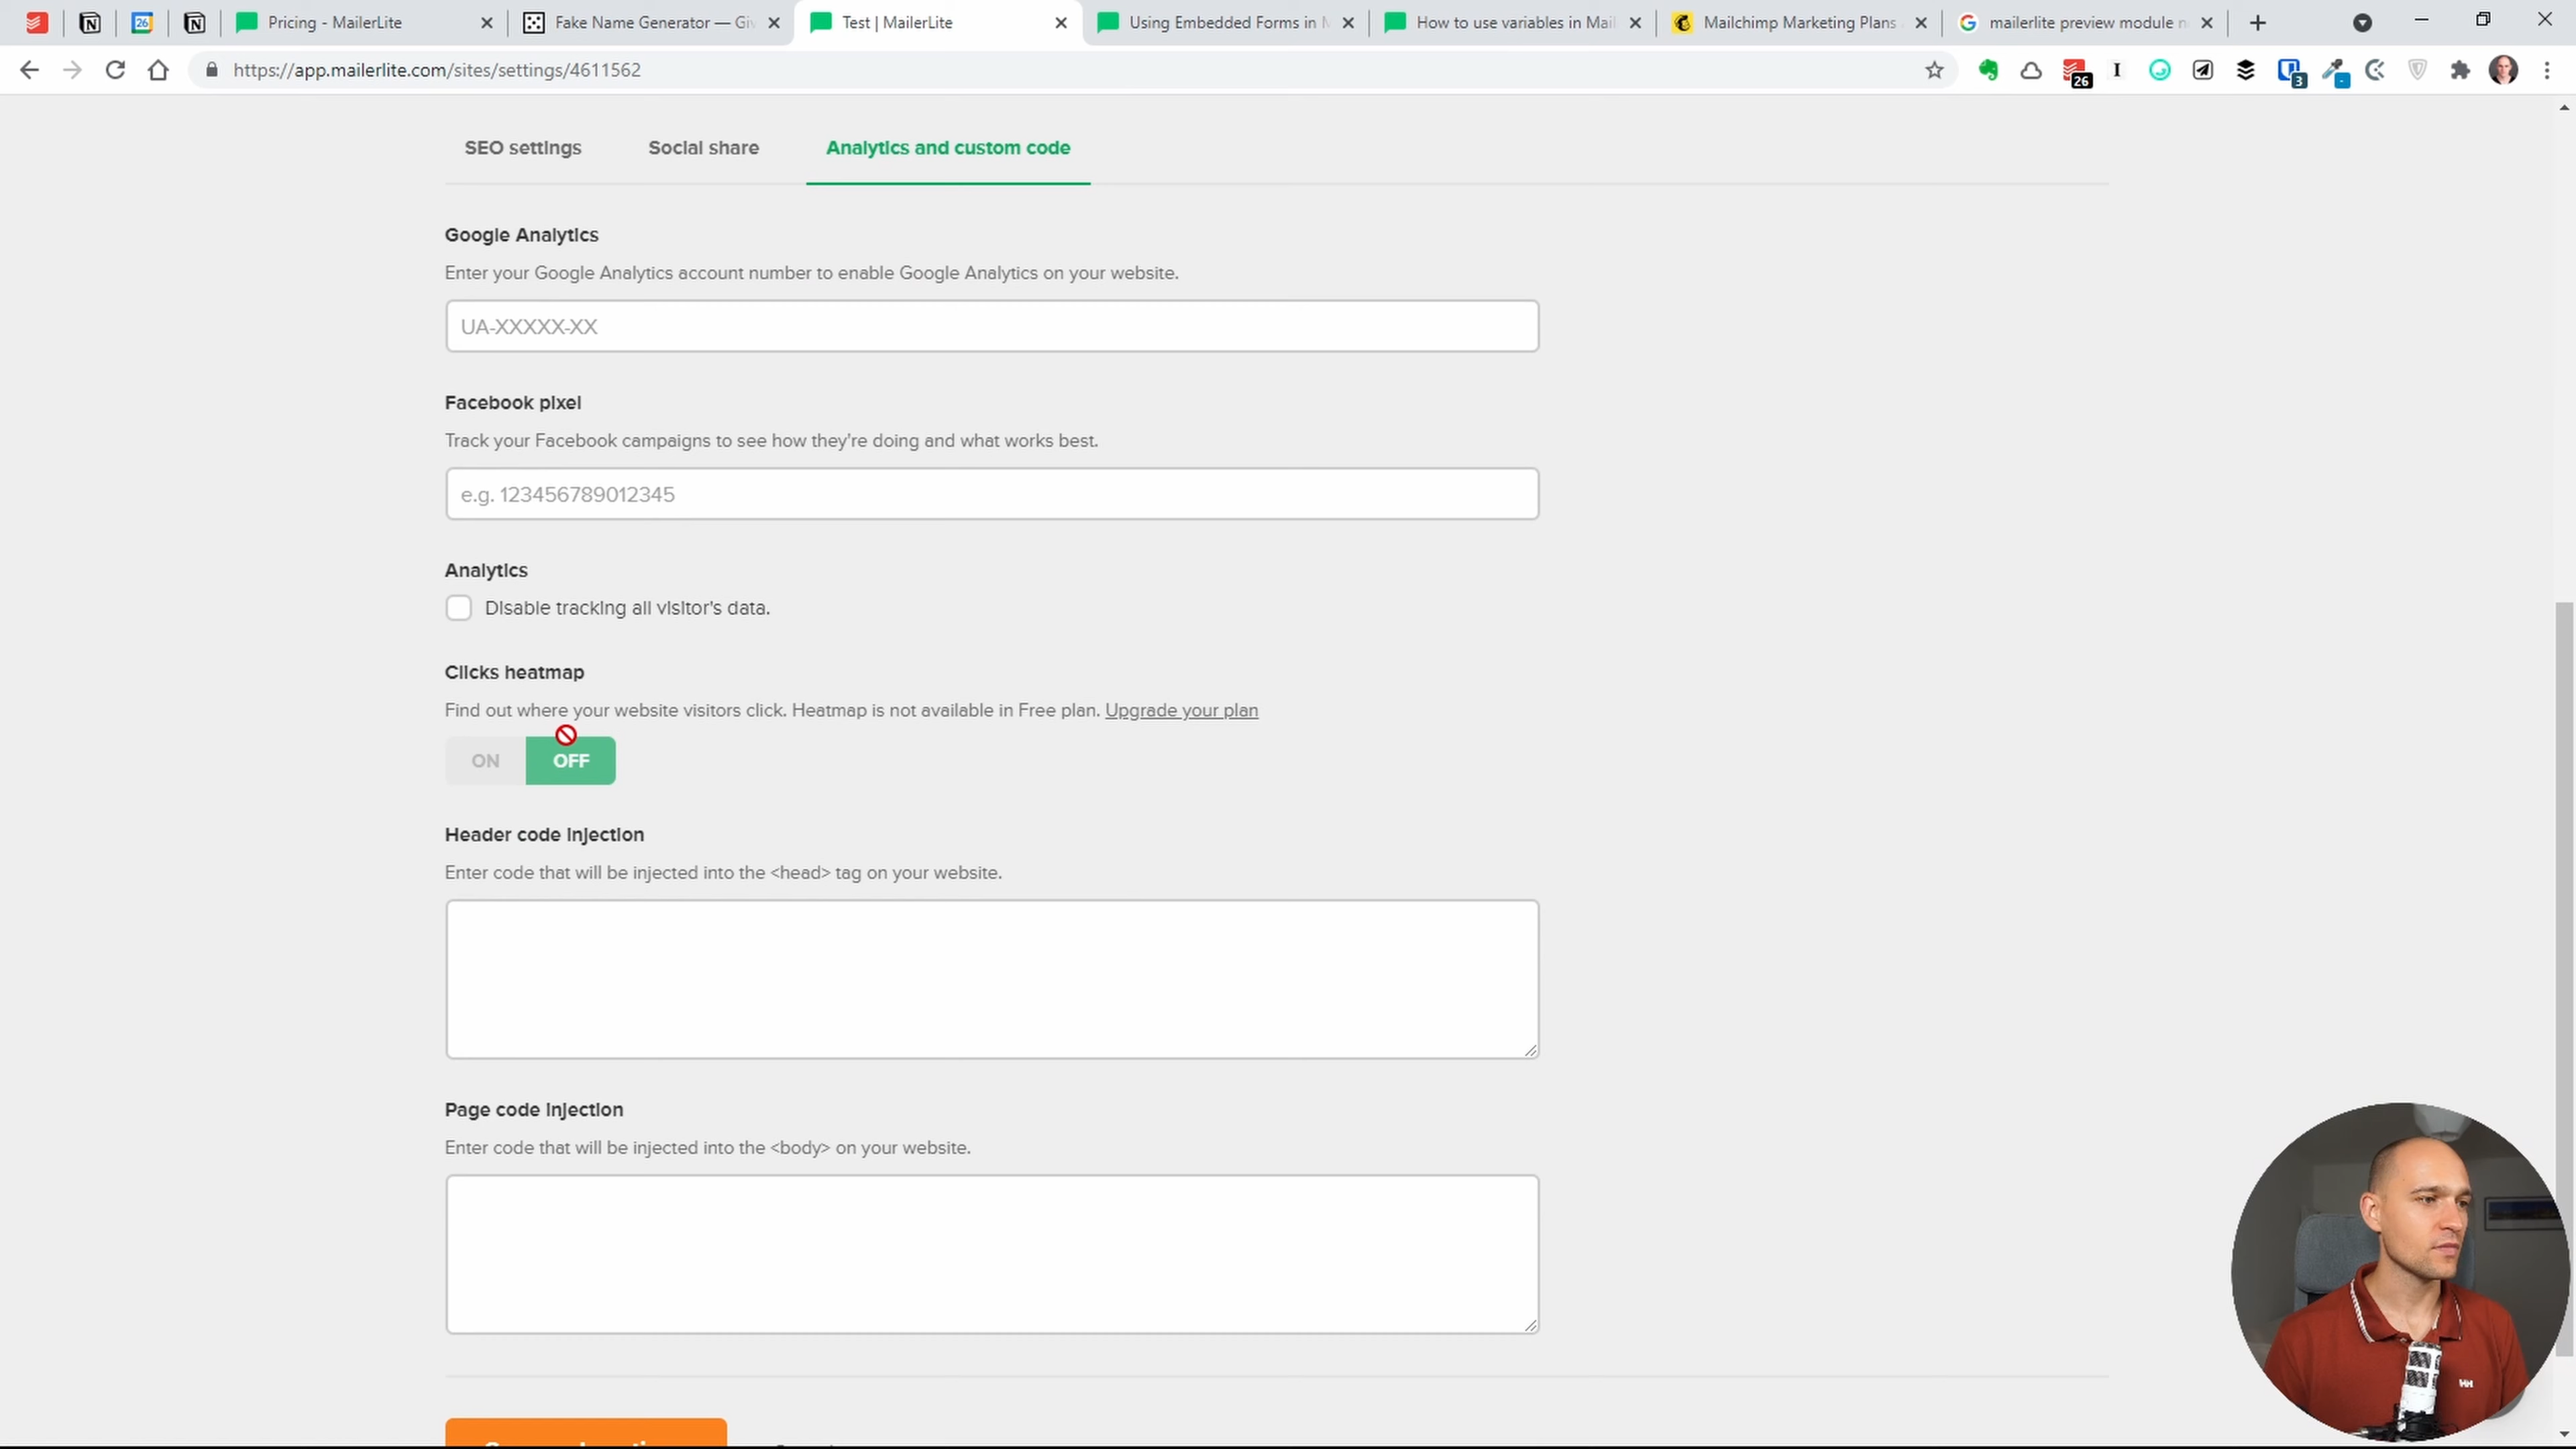 26
Pricing - MailerLite
Fake Name Generator — Giv
Test | MailerLite
Using Embedded Forms in
How to use variables in Mail
Mailchimp Marketing Plans
mailerlite preview module n
https://app.mailerlite.com/sites/settings/4611562
26
3
SEO settings
Social share
Analytics and custom code
Google Analytics
Enter your Google Analytics account number to enable Google Analytics on your website.
UA-XXXXX-XX
Facebook pixel
Track your Facebook campaigns to see how they're doing and what works best.
e.g. 123456789012345
Analytics
Disable tracking all visitor's data.
Clicks heatmap
Find out where your website visitors click. Heatmap is not available in Free plan. Upgrade your plan
ON
OFF
Header code injection
Enter code that will be injected into the <head> tag on your website.
Page code injection
Enter code that will be injected into the <body> on your website.
HH